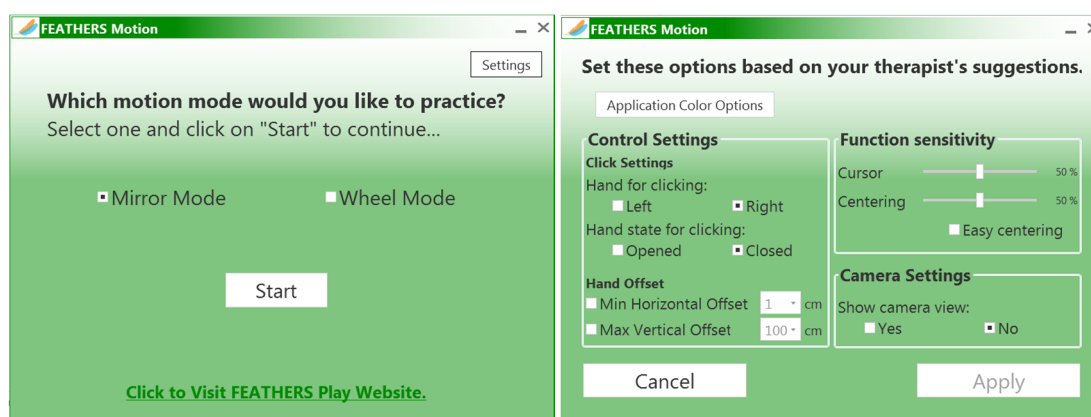 FEATHERS Motion
Settings
Which motion mode would you like to practice?
Select one and click on "Start" to continue...
Mirror Mode
Wheel Mode
Start
Click to Visit FEATHERS Play Website.
FEATHERS Motion
Set these options based on your therapist's suggestions.
Application Color Options
Control Settings
Click Settings
Hand for clicking:
Left Right
Hand state for clicking:
Opened Closed
Hand Offset
Min Horizontal Offset 1 cm
Max Vertical Offset 100 cm
Function sensitivity
Cursor 50 %
Centering 50 %
Easy centering
Camera Settings
Show camera view:
Yes No
Cancel
Apply